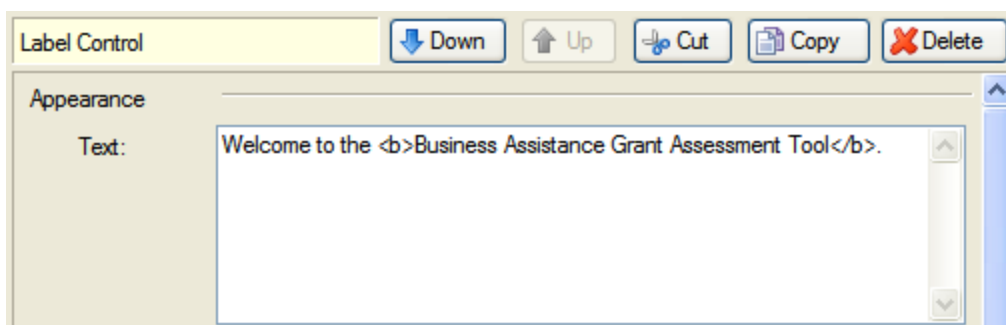 Label Control Down Up Cut Copy Delete
Appearance
Text: Welcome to the <b>Business Assistance Grant Assessment Tool</b>.